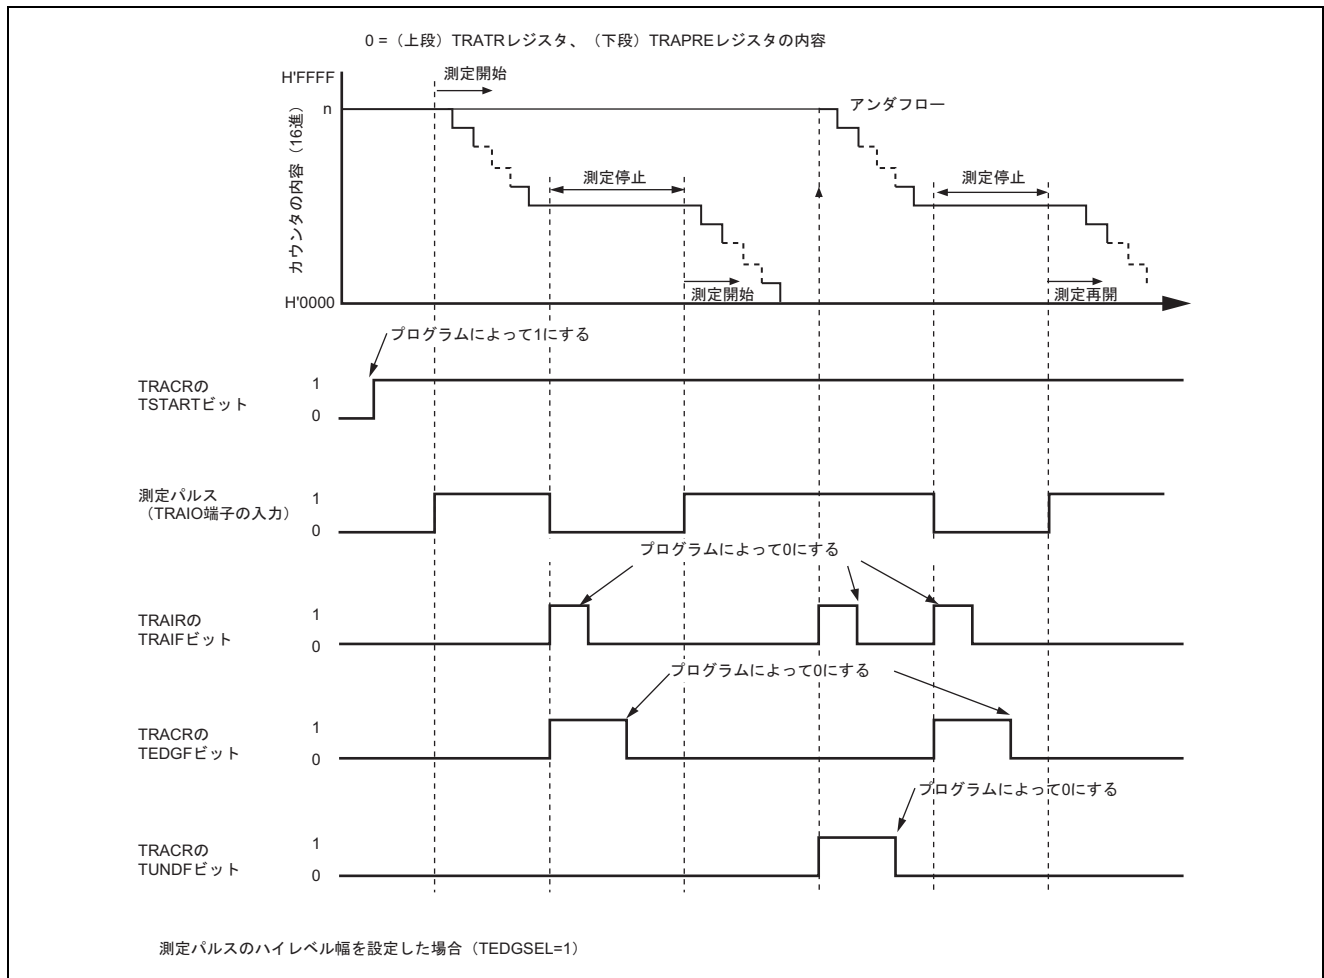 0 =（上段）TRATRレジスタ、（下段）TRAPREレジスタの内容
H'FFFF
測定開始
n
アンダフロー
カウンタの内容（16進）
測定停止
測定停止
測定開始
測定再開
H'0000
プログラムによって1にする
TRACRの
TSTARTビット
1
0
測定パルス
（TRAIO端子の入力）
1
0
プログラムによって0にする
TRAIRの
TRAIFビット
1
0
プログラムによって0にする
TRACRの
TEDGFビット
1
0
プログラムによって0にする
TRACRの
TUNDFビット
1
0
測定パルスのハイレベル幅を設定した場合（TEDGSEL=1）